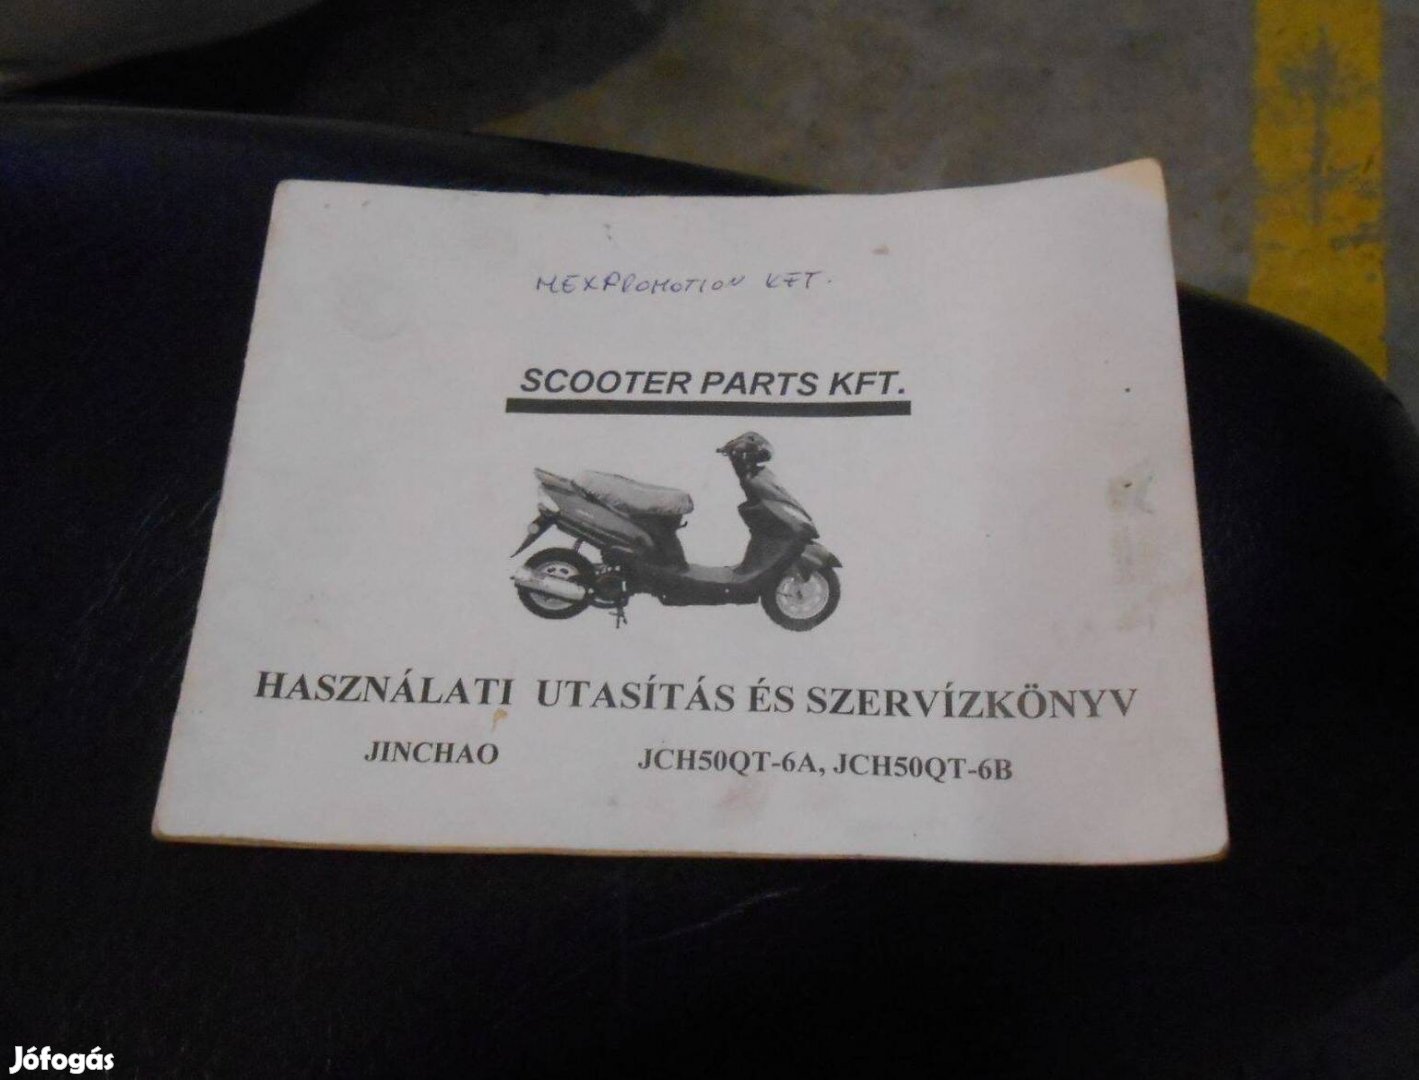 MEXPROMOTION KFT.
SCOOTER PARTS KFT.
HASZNÁLATI UTASÍTÁS ÉS SZERVÍZKÖNYV
JINCHAO JCH50QT-6A, JCH50QT-6B
Jófogás